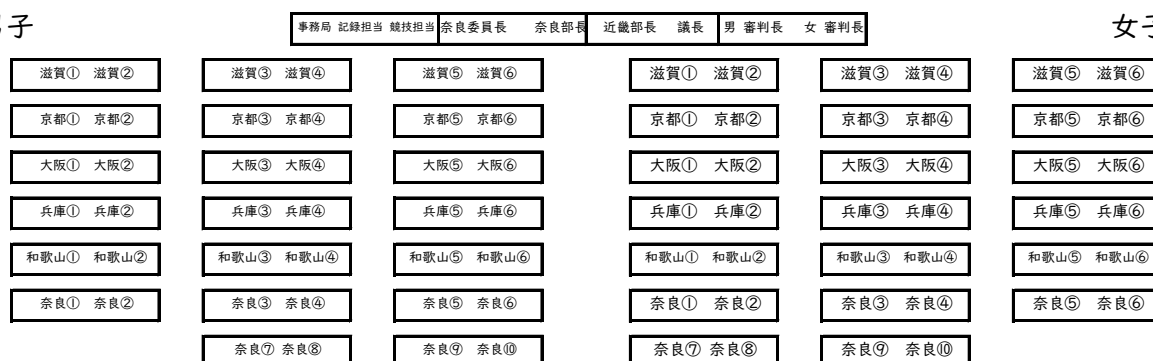 男子 事務局 記録担当 競技担当 奈良委員長 奈良部長 近畿部長 議長 男 審判長 女 審判長 女子
滋賀① 滋賀② 滋賀③ 滋賀④ 滋賀⑤ 滋賀⑥ 滋賀① 滋賀② 滋賀③ 滋賀④ 滋賀⑤ 滋賀⑥
京都① 京都② 京都③ 京都④ 京都⑤ 京都⑥ 京都① 京都② 京都③ 京都④ 京都⑤ 京都⑥
大阪① 大阪② 大阪③ 大阪④ 大阪⑤ 大阪⑥ 大阪① 大阪② 大阪③ 大阪④ 大阪⑤ 大阪⑥
兵庫① 兵庫② 兵庫③ 兵庫④ 兵庫⑤ 兵庫⑥ 兵庫① 兵庫② 兵庫③ 兵庫④ 兵庫⑤ 兵庫⑥
和歌山① 和歌山② 和歌山③ 和歌山④ 和歌山⑤ 和歌山⑥ 和歌山① 和歌山② 和歌山③ 和歌山④ 和歌山⑤ 和歌山⑥
奈良① 奈良② 奈良③ 奈良④ 奈良⑤ 奈良⑥ 奈良① 奈良② 奈良③ 奈良④ 奈良⑤ 奈良⑥
奈良⑦ 奈良⑧ 奈良⑨ 奈良⑩ 奈良⑦ 奈良⑧ 奈良⑨ 奈良⑩